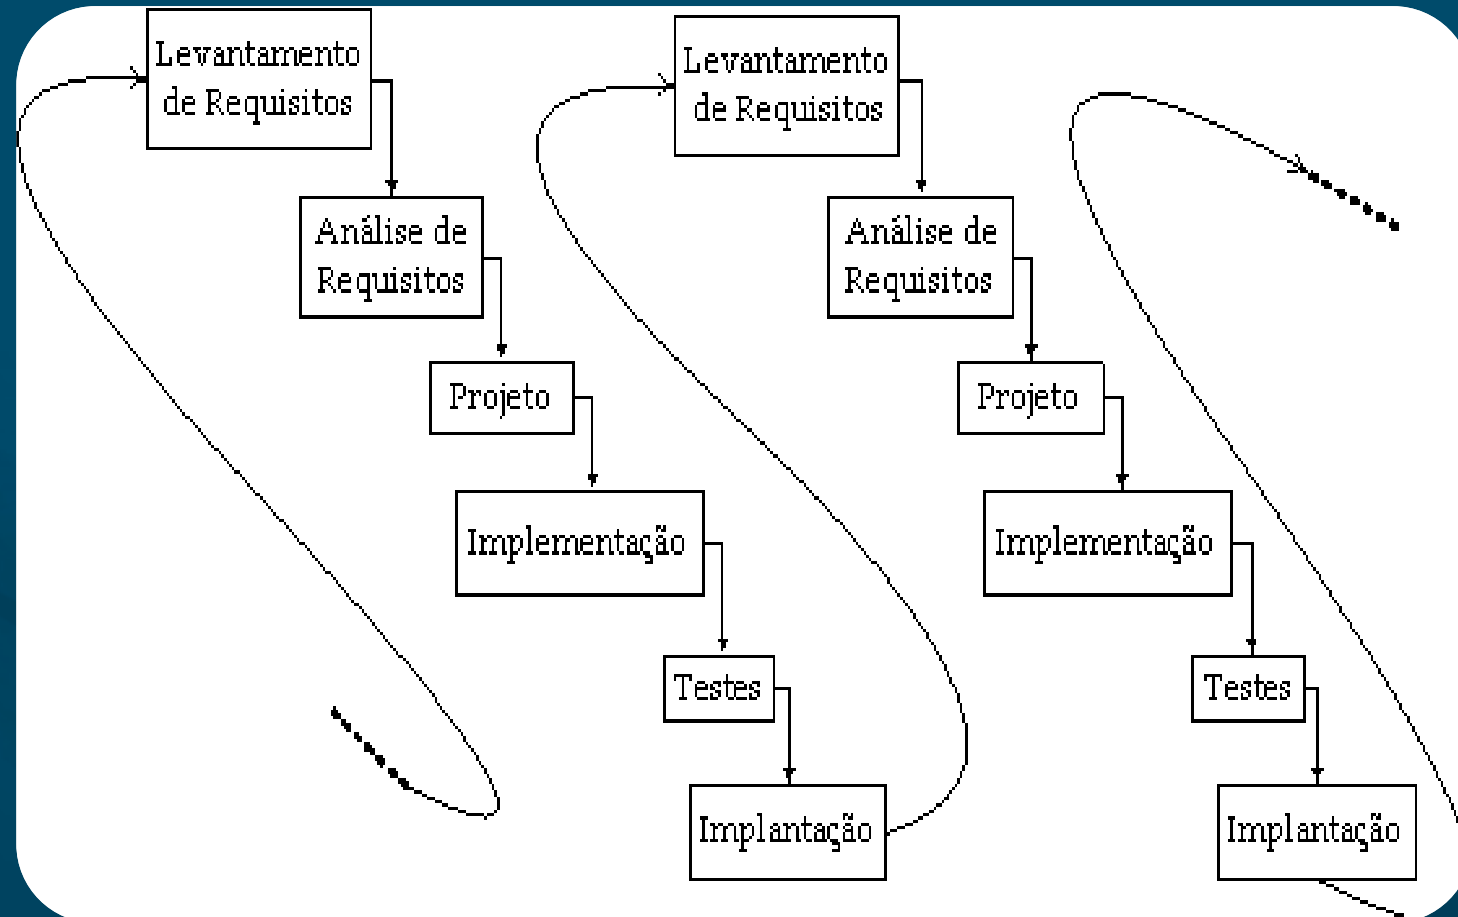 Levantamento
de Requisitos
Análise de
Requisitos
Projeto
Implementação
Testes
Implantação
Levantamento
de Requisitos
Análise de
Requisitos
Projeto
Implementação
Testes
Implantação